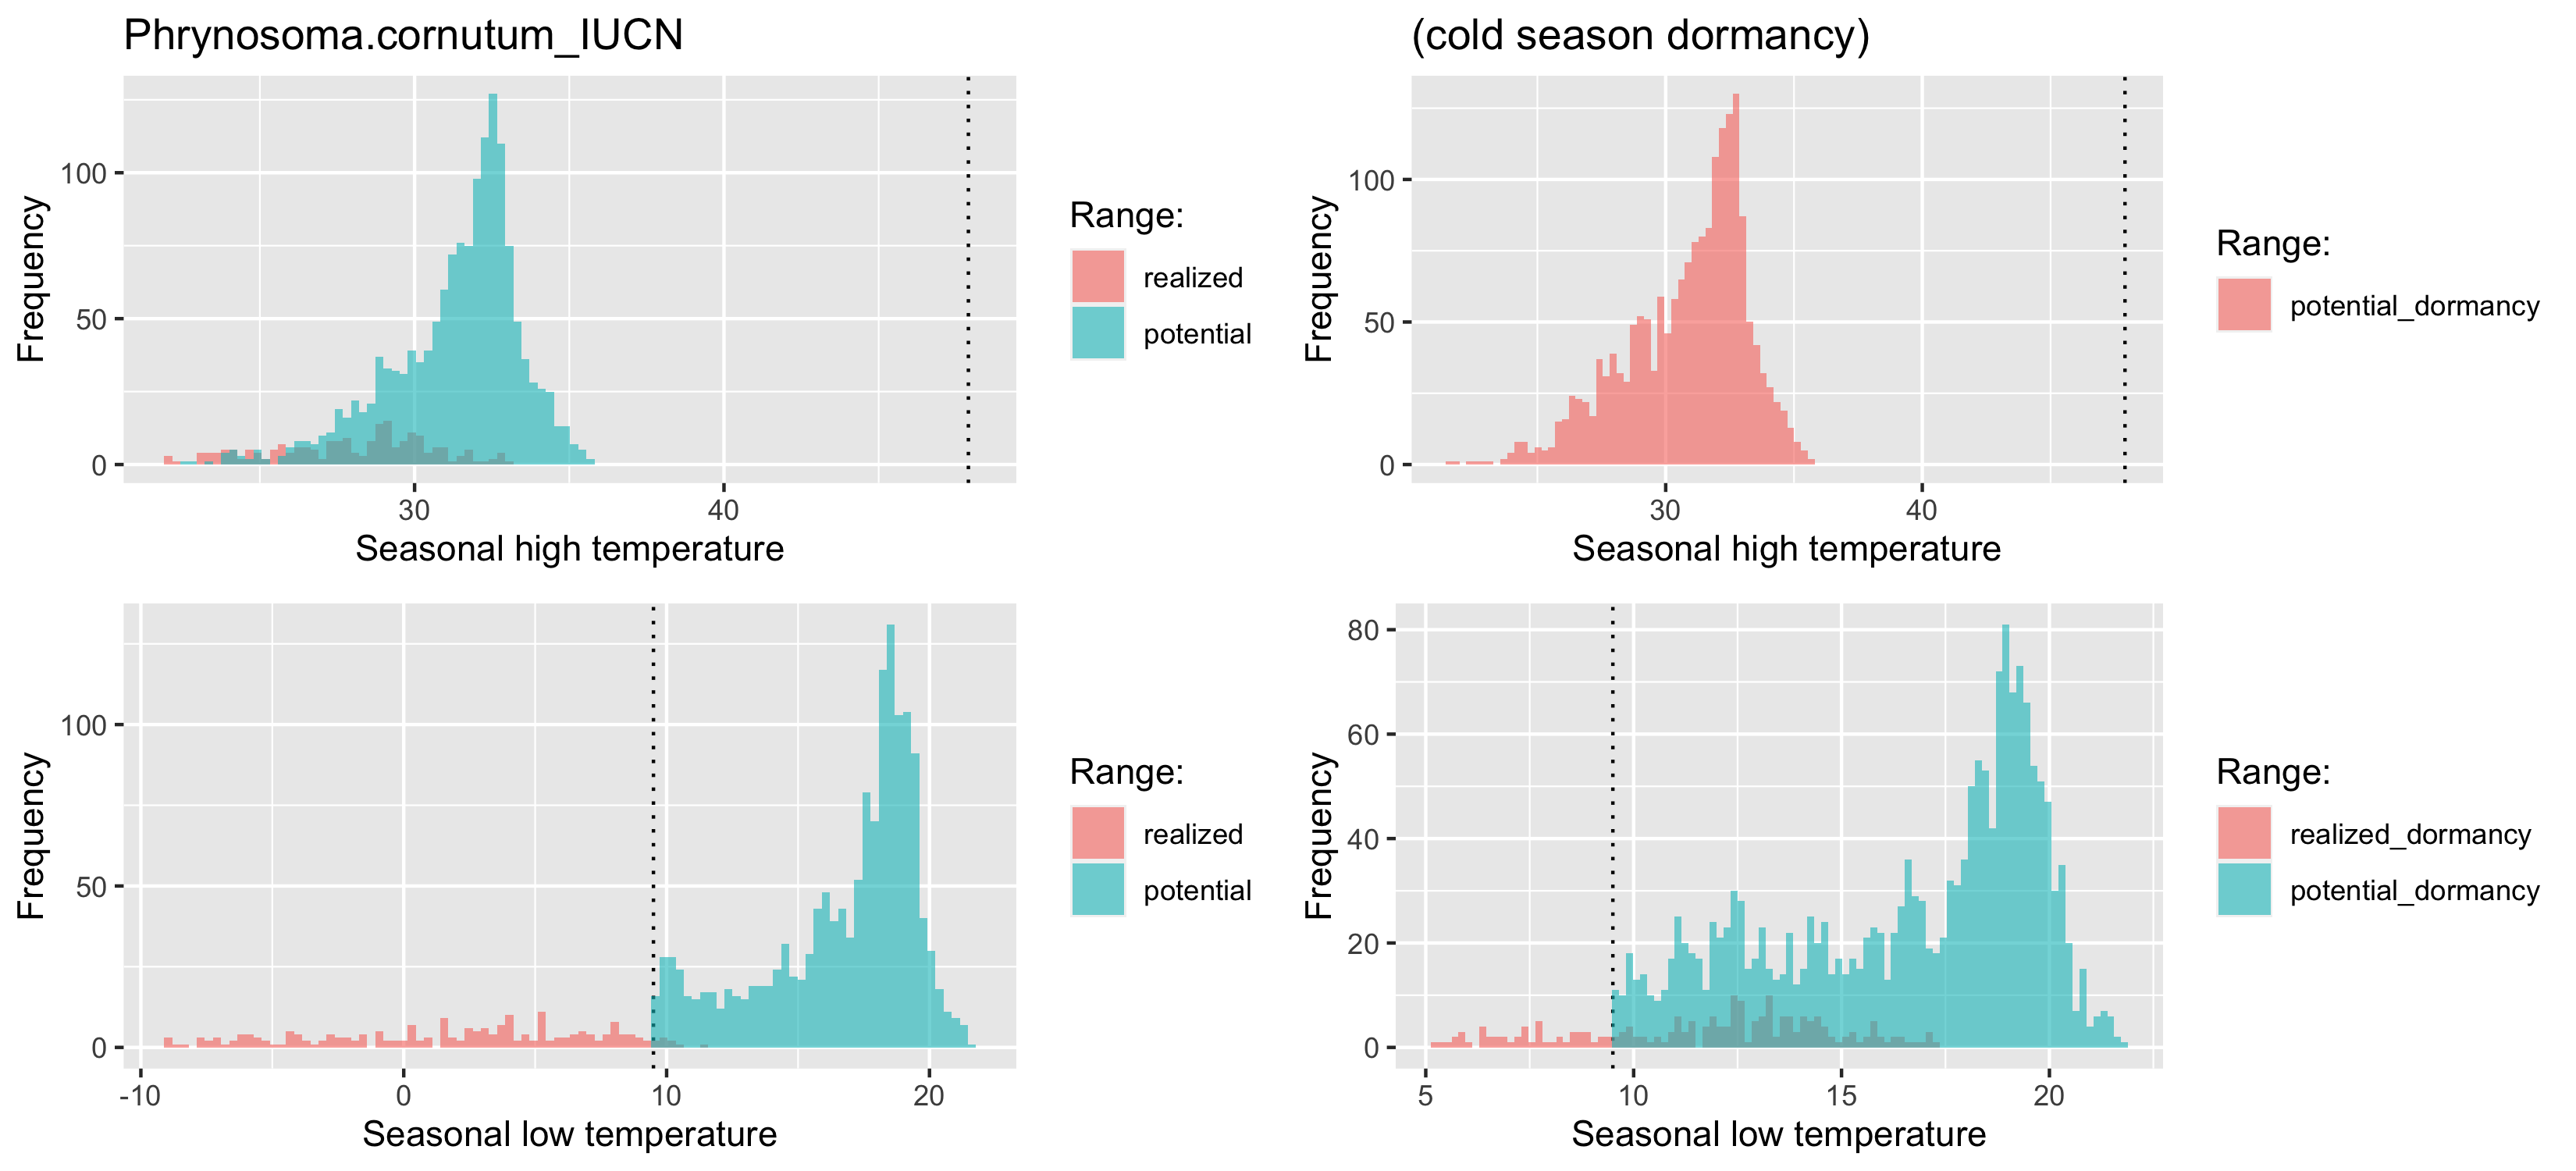 Phrynosoma.cornutum_IUCN
Frequency
100
50
0
30
40
Seasonal high temperature
Range:
realized
potential
(cold season dormancy)
Frequency
100
50
0
30
40
Seasonal high temperature
Range:
potential_dormancy
Frequency
100
50
0
-10
0
10
20
Seasonal low temperature
Range:
realized
potential
Frequency
80
60
40
20
0
5
10
15
20
Seasonal low temperature
Range:
realized_dormancy
potential_dormancy